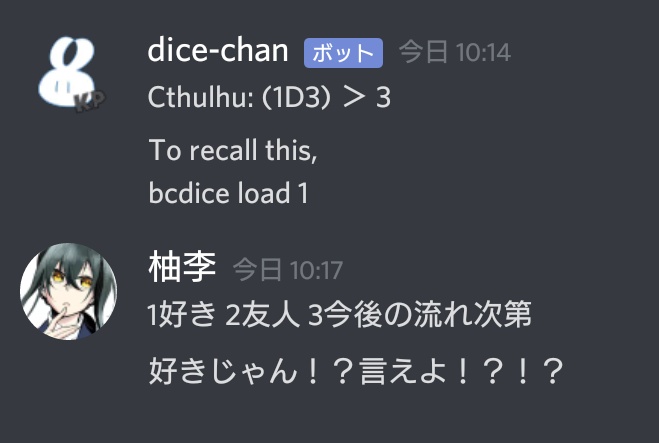 dice-chan ボット 今日 10:14
Cthulhu: (1D3) ＞ 3
To recall this,
bcdice load 1
KP
柚李 今日 10:17
1好き 2友人 3今後の流れ次第
好きじゃん！？言えよ！？！？